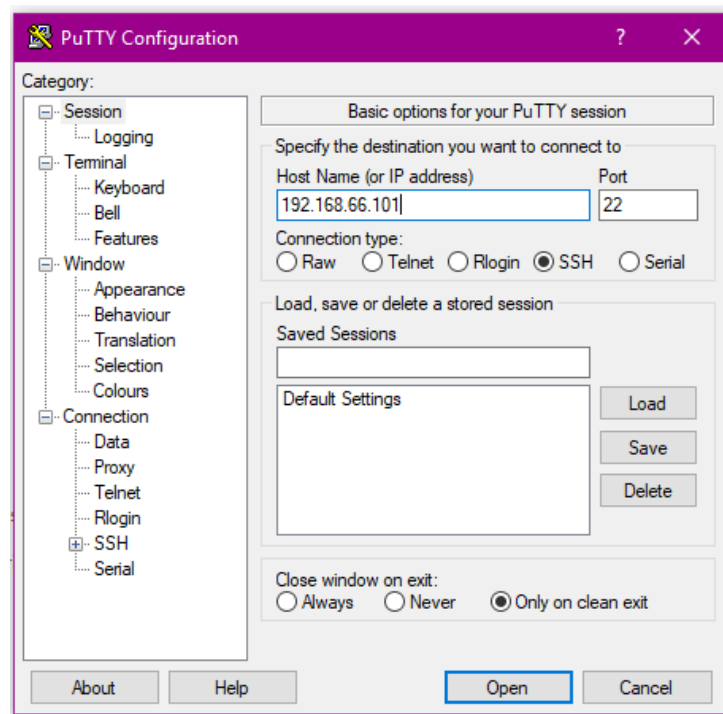 PuTTY Configuration
?
×
Category:
Session
Logging
Terminal
Keyboard
Bell
Features
Window
Appearance
Behaviour
Translation
Selection
Colours
Connection
Data
Proxy
Telnet
Rlogin
SSH
Serial
Basic options for your PuTTY session
Specify the destination you want to connect to
Host Name (or IP address) Port
192.168.66.101 22
Connection type:
Raw Telnet Rlogin SSH Serial
Load, save or delete a stored session
Saved Sessions
Default Settings
Load
Save
Delete
Close window on exit:
Always Never Only on clean exit
About Help Open Cancel